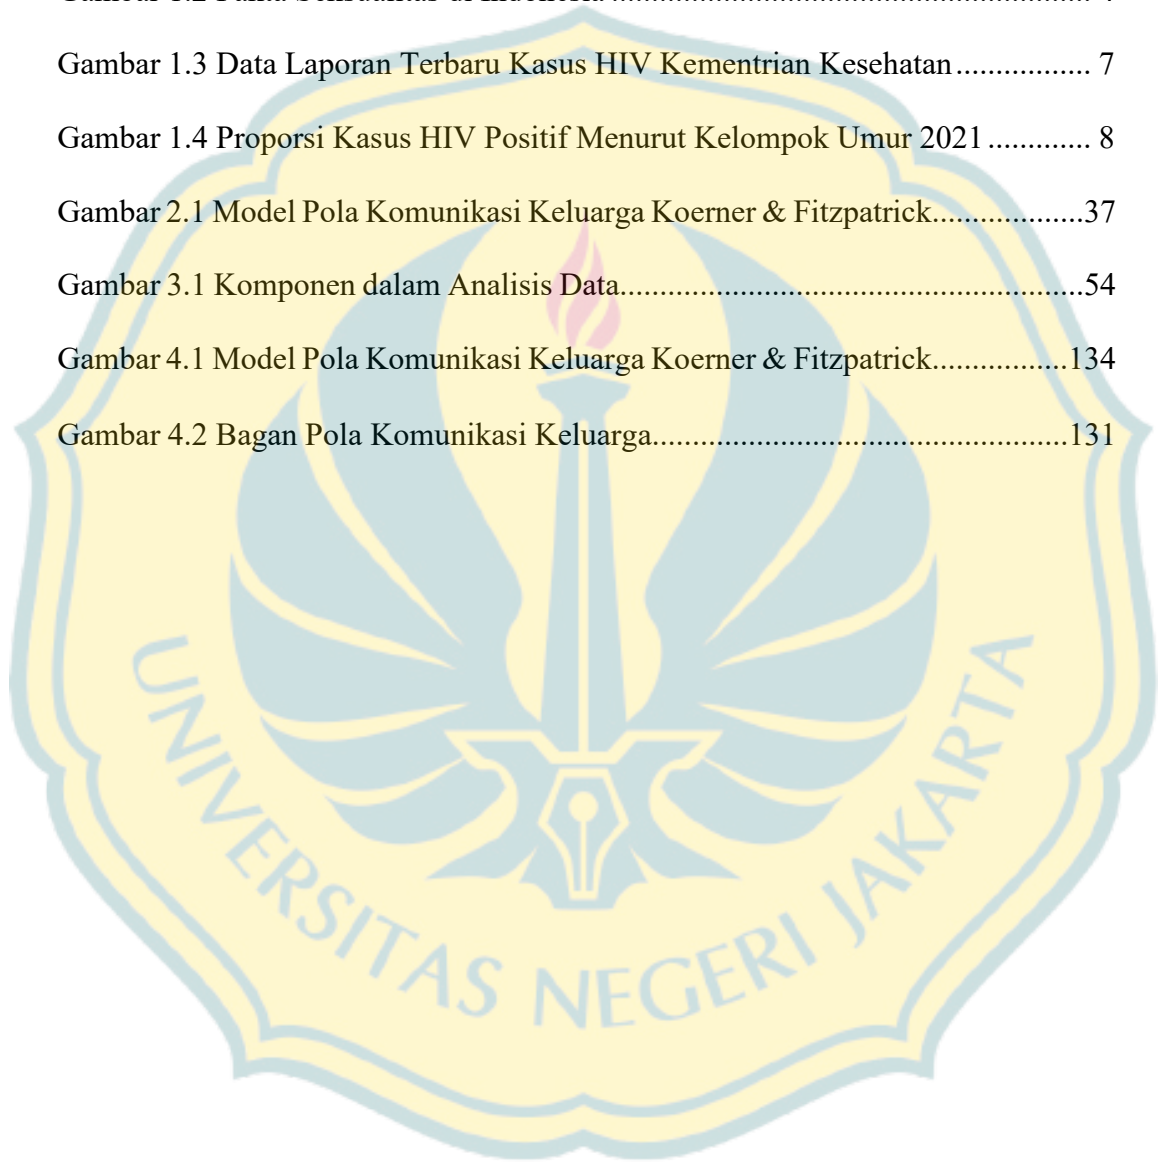 Gambar 1.3 Data Laporan Terbaru Kasus HIV Kementrian Kesehatan................. 7
Gambar 1.4 Proporsi Kasus HIV Positif Menurut Kelompok Umur 2021............. 8
Gambar 2.1 Model Pola Komunikasi Keluarga Koerner & Fitzpatrick...................37
Gambar 3.1 Komponen dalam Analisis Data.......................................................54
Gambar 4.1 Model Pola Komunikasi Keluarga Koerner & Fitzpatrick.................134
Gambar 4.2 Bagan Pola Komunikasi Keluarga..................................................131
UNIVERSITAS NEGERI JAKARTA